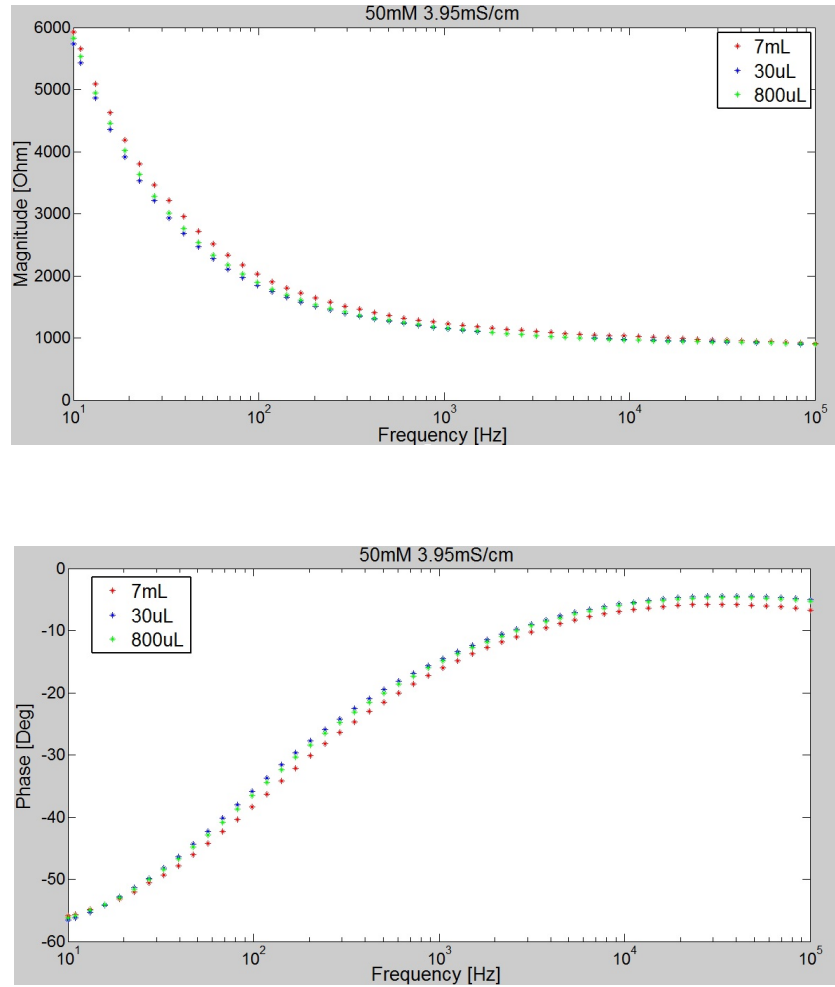 50mM 3.95mS/cm
6000
5000
4000
3000
2000
1000
0
Magnitude [Ohm]
7mL
30uL
800uL
10^1 10^2 10^3 10^4 10^5
Frequency [Hz]
50mM 3.95mS/cm
0
-10
-20
-30
-40
-50
-60
Phase [Deg]
7mL
30uL
800uL
10^1 10^2 10^3 10^4 10^5
Frequency [Hz]